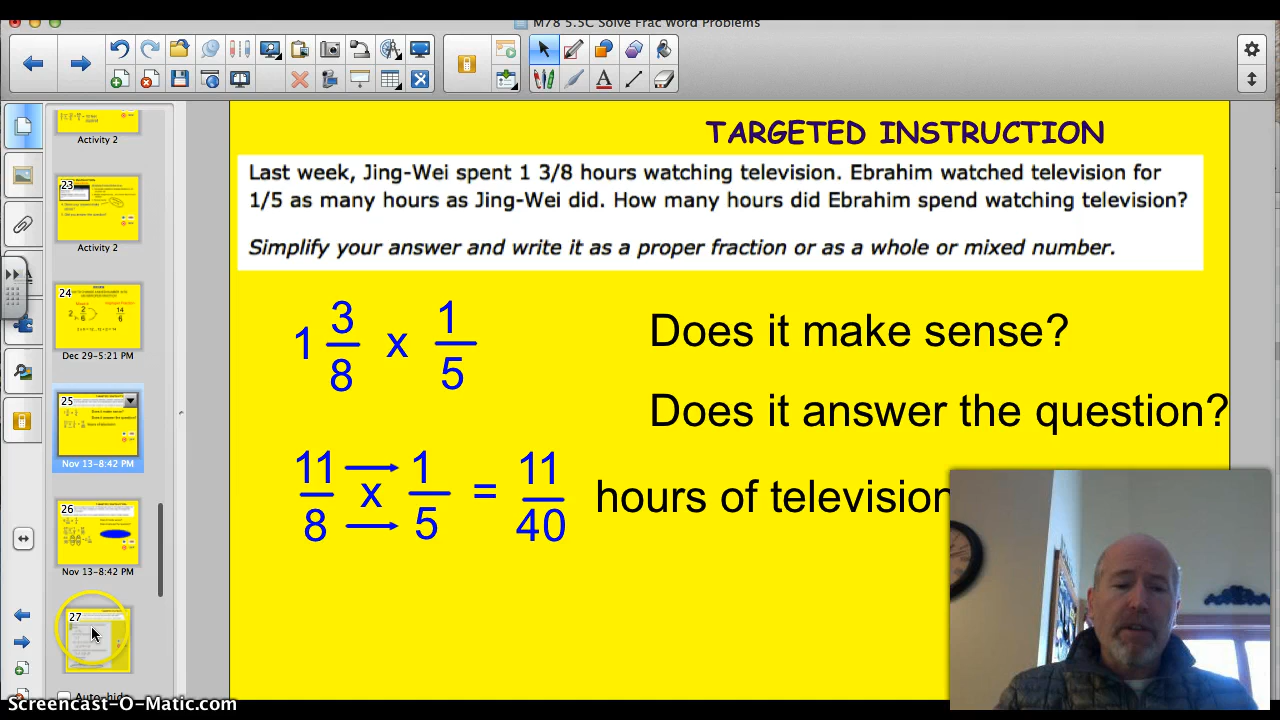 M78 5.5C Solve Frac Word Problems
Activity 2
23
Activity 2
24
Dec 29-5:21 PM
25
Nov 13-8:42 PM
26
Nov 13-8:42 PM
27
Auto-hide
TARGETED INSTRUCTION
Last week, Jing-Wei spent 1 3/8 hours watching television. Ebrahim watched television for
1/5 as many hours as Jing-Wei did. How many hours did Ebrahim spend watching television?
Simplify your answer and write it as a proper fraction or as a whole or mixed number.
1 3/8 x 1/5
Does it make sense?
Does it answer the question?
11/8 x 1/5 = 11/40 hours of television
Screencast-O-Matic.com